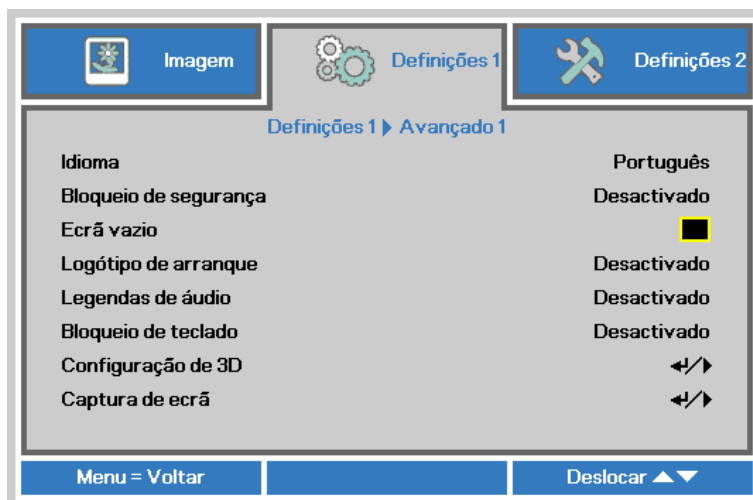 Imagem
Definições 1
Definições 2
Definições 1 Avançado 1
Idioma Português
Bloqueio de segurança Desactivado
Ecrã vazio
Logótipo de arranque Desactivado
Legendas de áudio Desactivado
Bloqueio de teclado Desactivado
Configuração de 3D
Captura de ecrã
Menu = Voltar
Deslocar